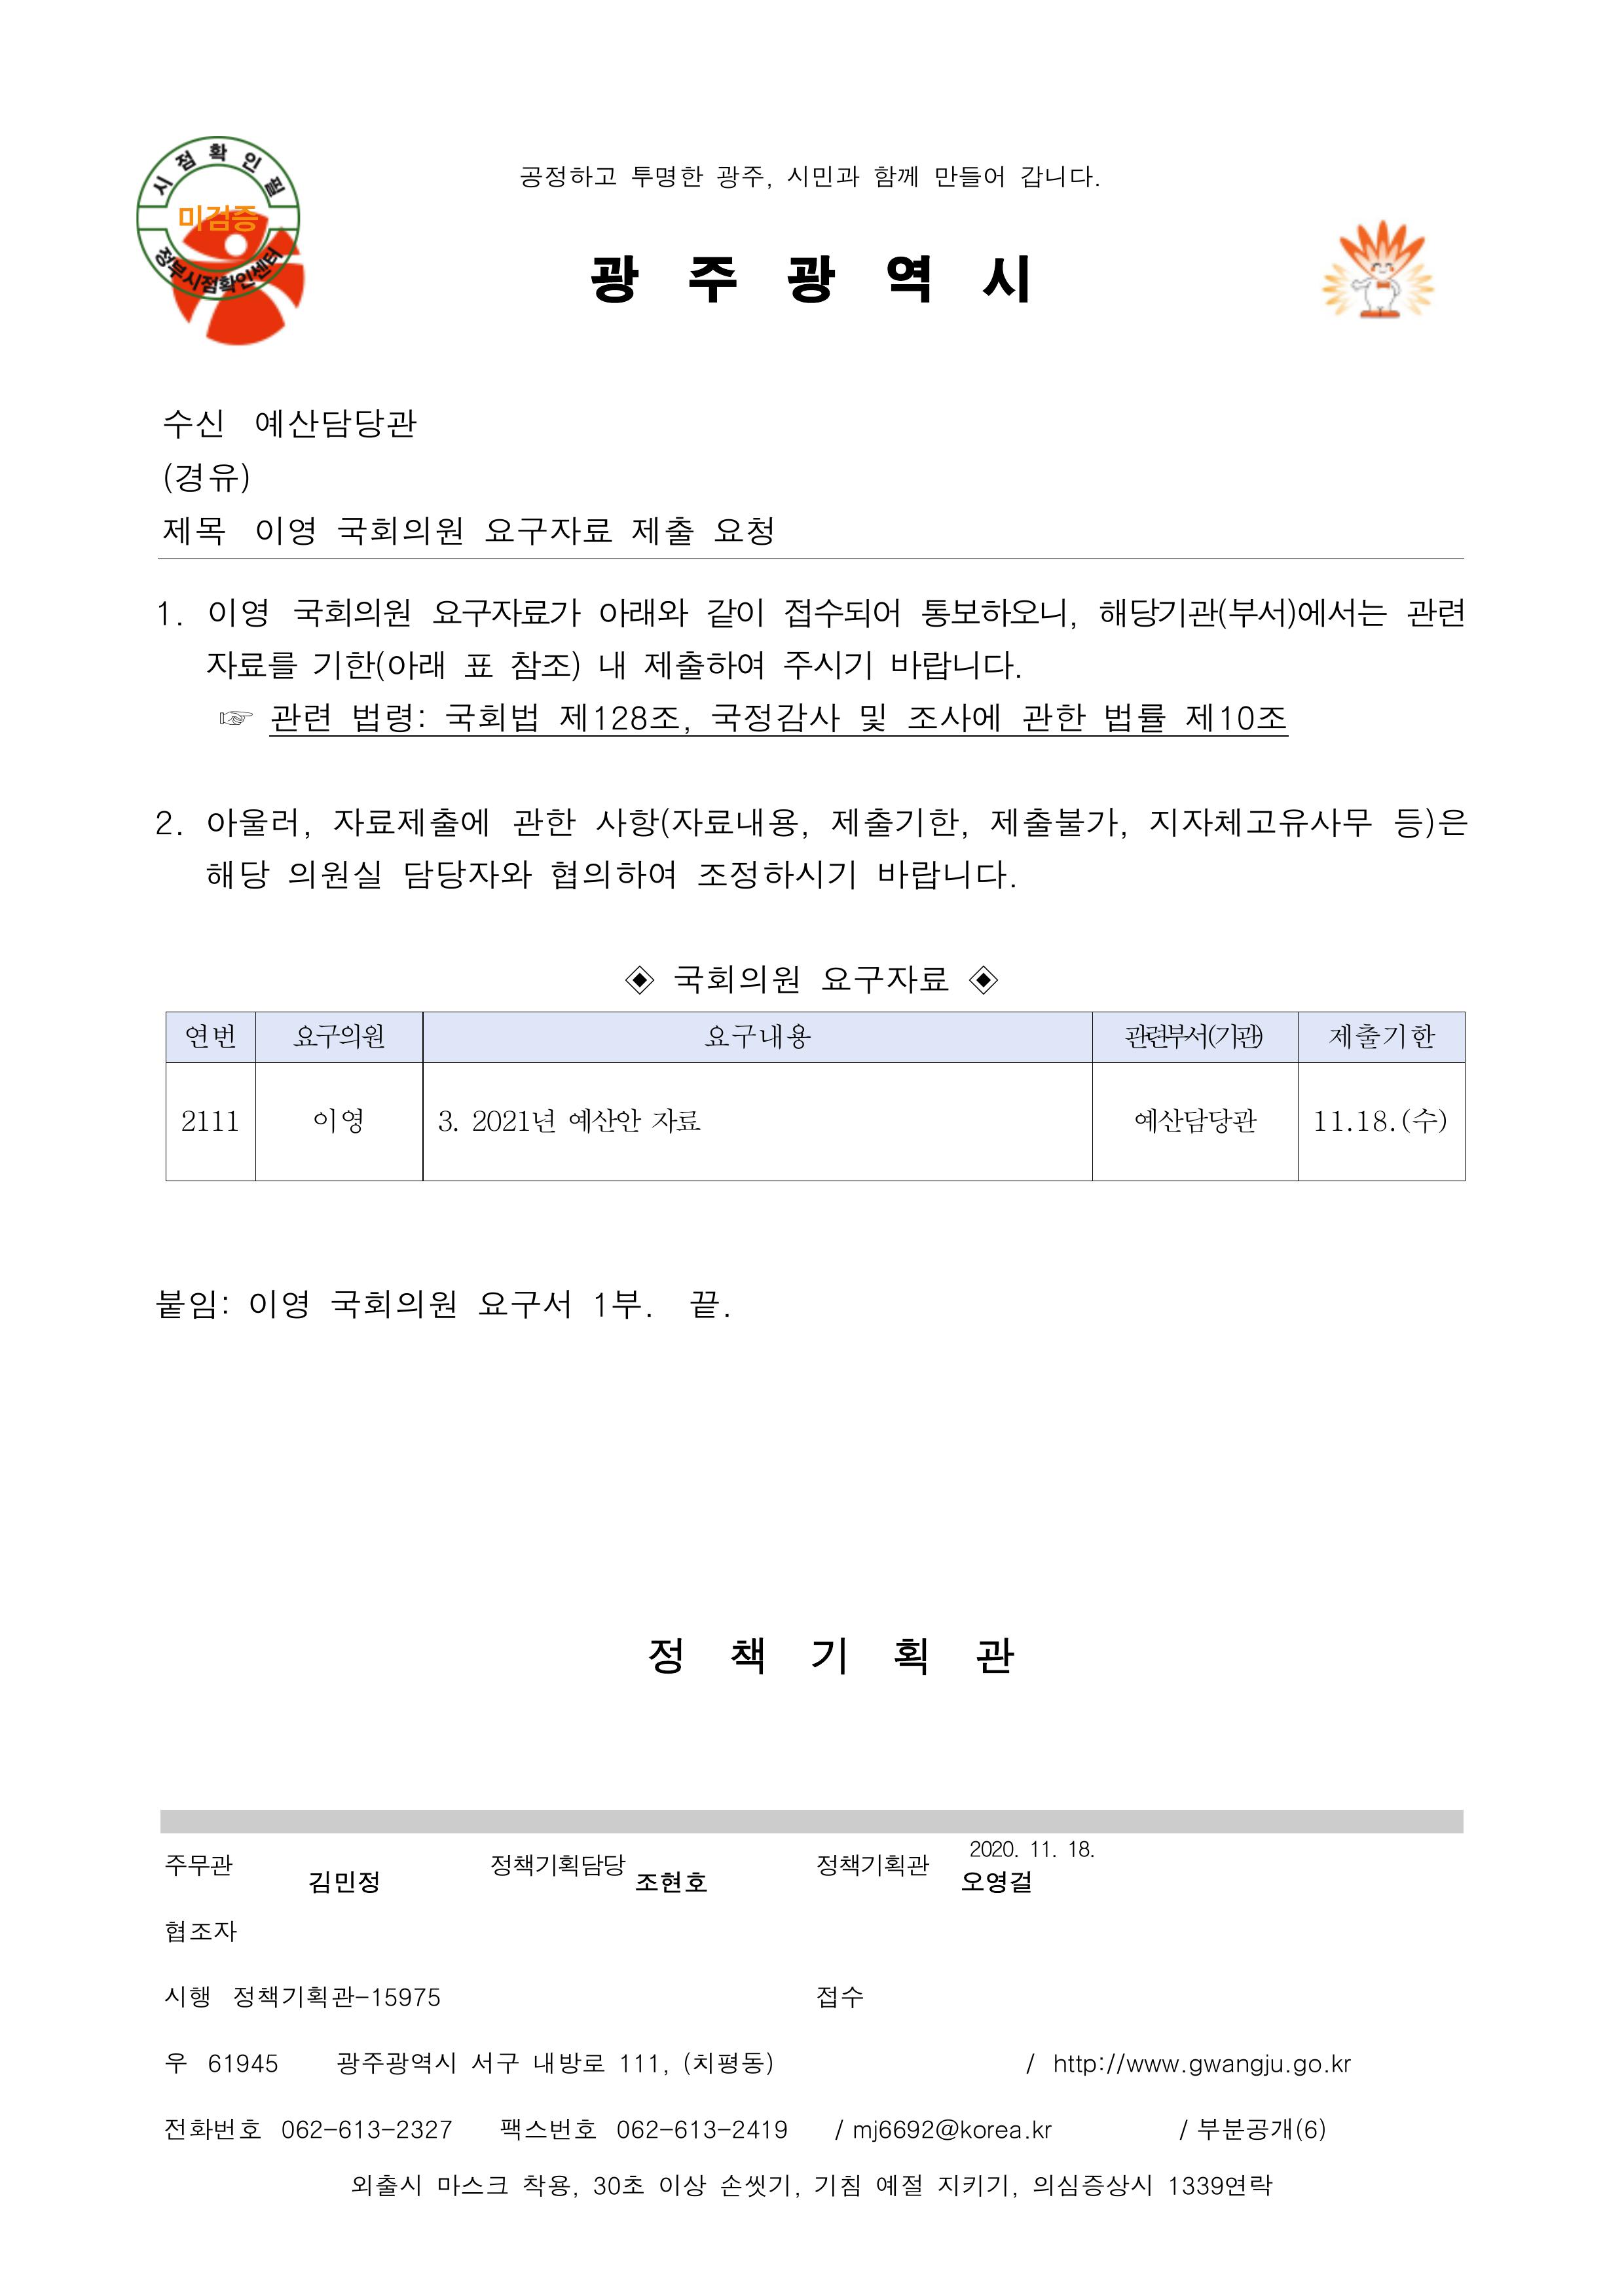 시점확인필
미검증
정부시점확인센터
공정하고 투명한 광주, 시민과 함께 만들어 갑니다.
광 주 광 역 시
수신 예산담당관
(경유)
제목 이영 국회의원 요구자료 제출 요청
1. 이영 국회의원 요구자료가 아래와 같이 접수되어 통보하오니, 해당기관(부서)에서는 관련
자료를 기한(아래 표 참조) 내 제출하여 주시기 바랍니다.
☞ 관련 법령: 국회법 제128조, 국정감사 및 조사에 관한 법률 제10조
2. 아울러, 자료제출에 관한 사항(자료내용, 제출기한, 제출불가, 지자체고유사무 등)은
해당 의원실 담당자와 협의하여 조정하시기 바랍니다.
◈ 국회의원 요구자료 ◈
연번 요구의원 요구내용 관련부서(기관) 제출기한
2111 이영 3. 2021년 예산안 자료 예산담당관 11.18.(수)
붙임: 이영 국회의원 요구서 1부. 끝.
정 책 기 획 관
주무관 김민정 정책기획담당 조현호 정책기획관 2020. 11. 18. 오영걸
협조자
시행 정책기획관-15975 접수
우 61945 광주광역시 서구 내방로 111, (치평동) / http://www.gwangju.go.kr
전화번호 062-613-2327 팩스번호 062-613-2419 / mj6692@korea.kr / 부분공개(6)
외출시 마스크 착용, 30초 이상 손씻기, 기침 예절 지키기, 의심증상시 1339연락